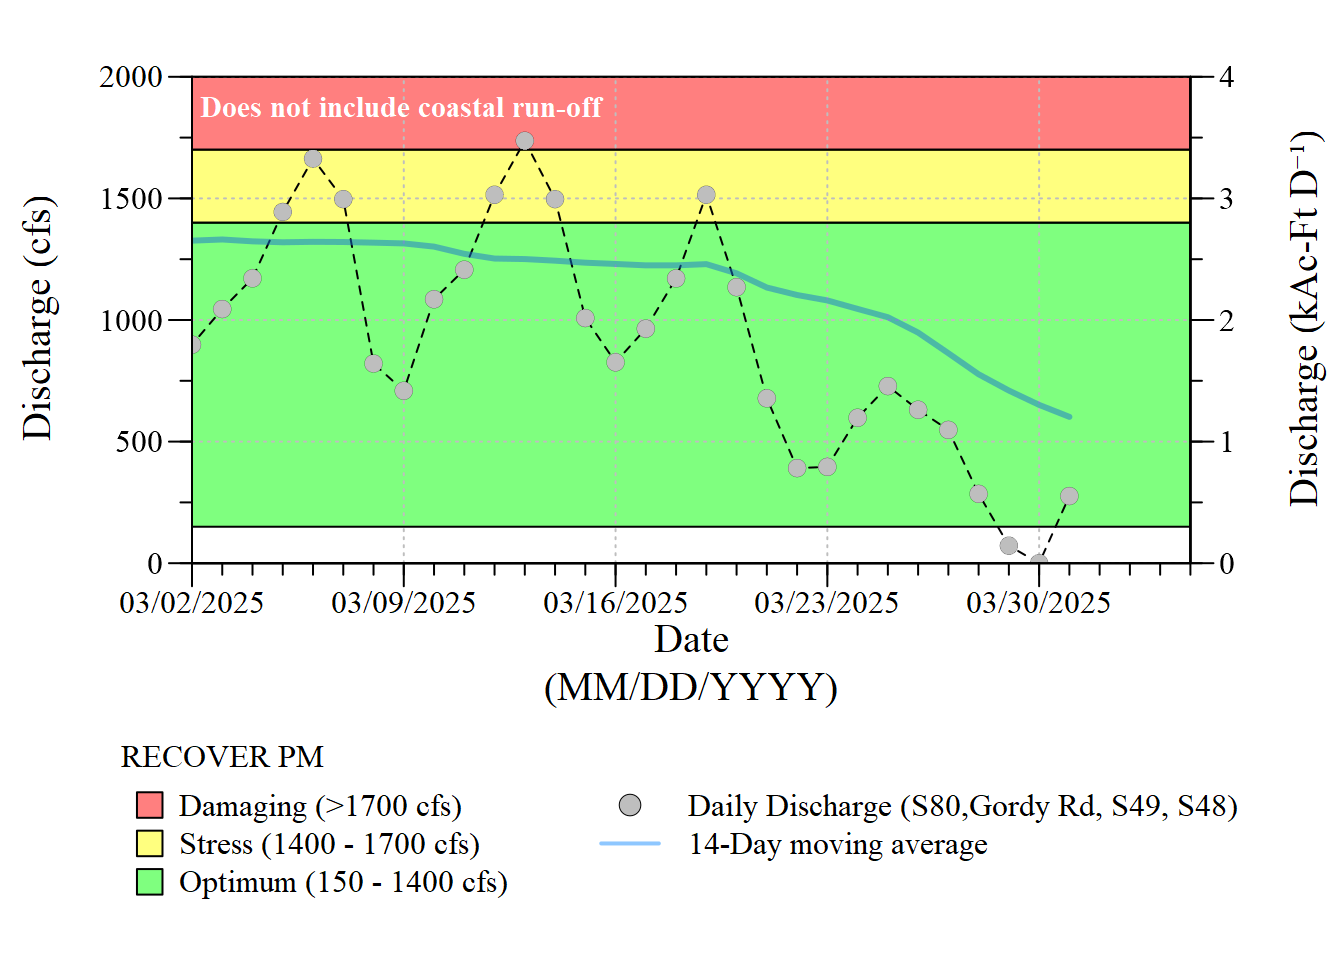 Does not include coastal run-off
2000
1500
1000
500
0
Discharge (cfs)
4
3
2
1
0
Discharge (kAc-Ft D⁻¹)
03/02/2025 03/09/2025 03/16/2025 03/23/2025 03/30/2025
Date
(MM/DD/YYYY)
RECOVER PM
Damaging (>1700 cfs)
Stress (1400 - 1700 cfs)
Optimum (150 - 1400 cfs)
Daily Discharge (S80,Gordy Rd, S49, S48)
14-Day moving average